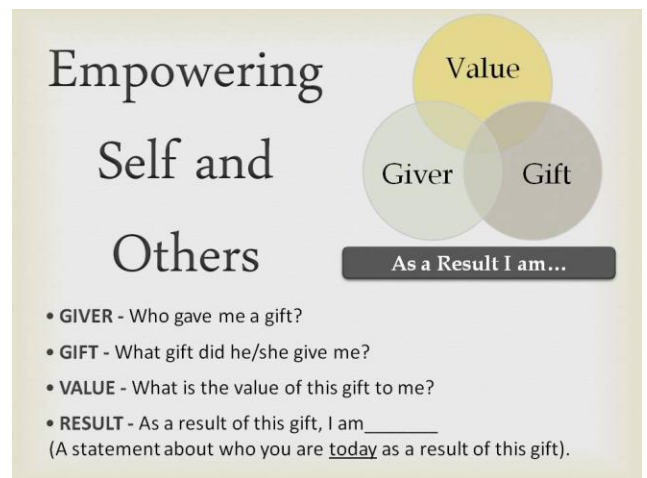 Empowering
Self and
Others
Value
Giver
Gift
As a Result I am...
• GIVER - Who gave me a gift?
• GIFT - What gift did he/she give me?
• VALUE - What is the value of this gift to me?
• RESULT - As a result of this gift, I am_______
(A statement about who you are today as a result of this gift).